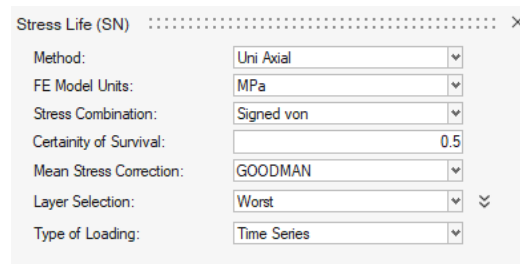 Stress Life (SN)
Method: Uni Axial
FE Model Units: MPa
Stress Combination: Signed von
Certainity of Survival: 0.5
Mean Stress Correction: GOODMAN
Layer Selection: Worst
Type of Loading: Time Series